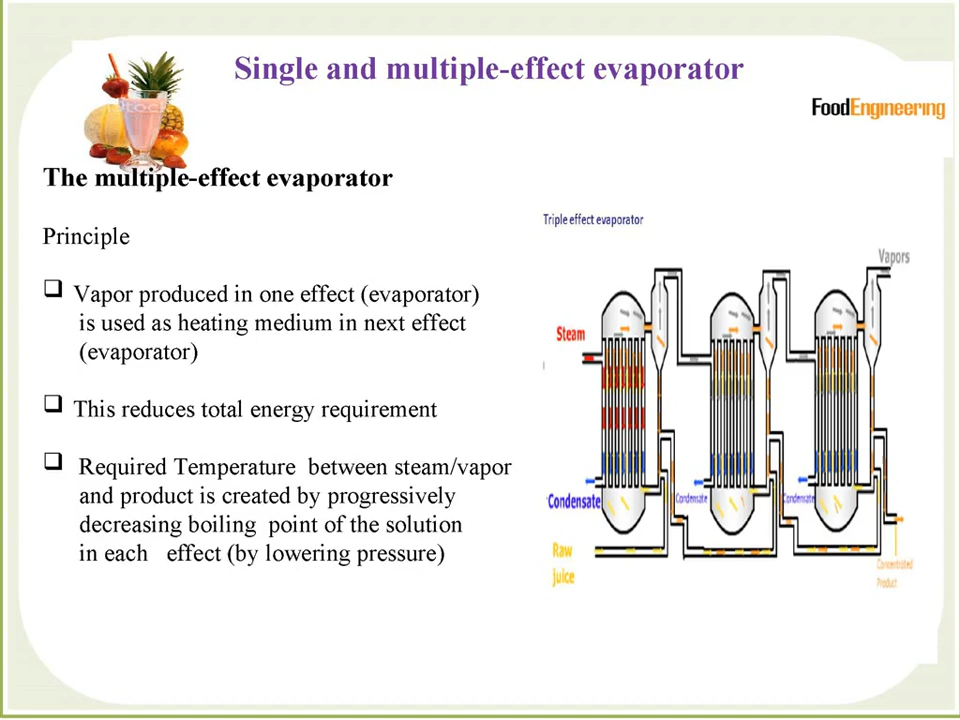 Single and multiple-effect evaporator
FoodEngineering
The multiple-effect evaporator
Principle
Vapor produced in one effect (evaporator)
is used as heating medium in next effect
(evaporator)
This reduces total energy requirement
Required Temperature between steam/vapor
and product is created by progressively
decreasing boiling point of the solution
in each effect (by lowering pressure)
Triple effect evaporator
Vapors
Steam
Condensate
Condensate
Condensate
Raw
juice
Concentrated
Product